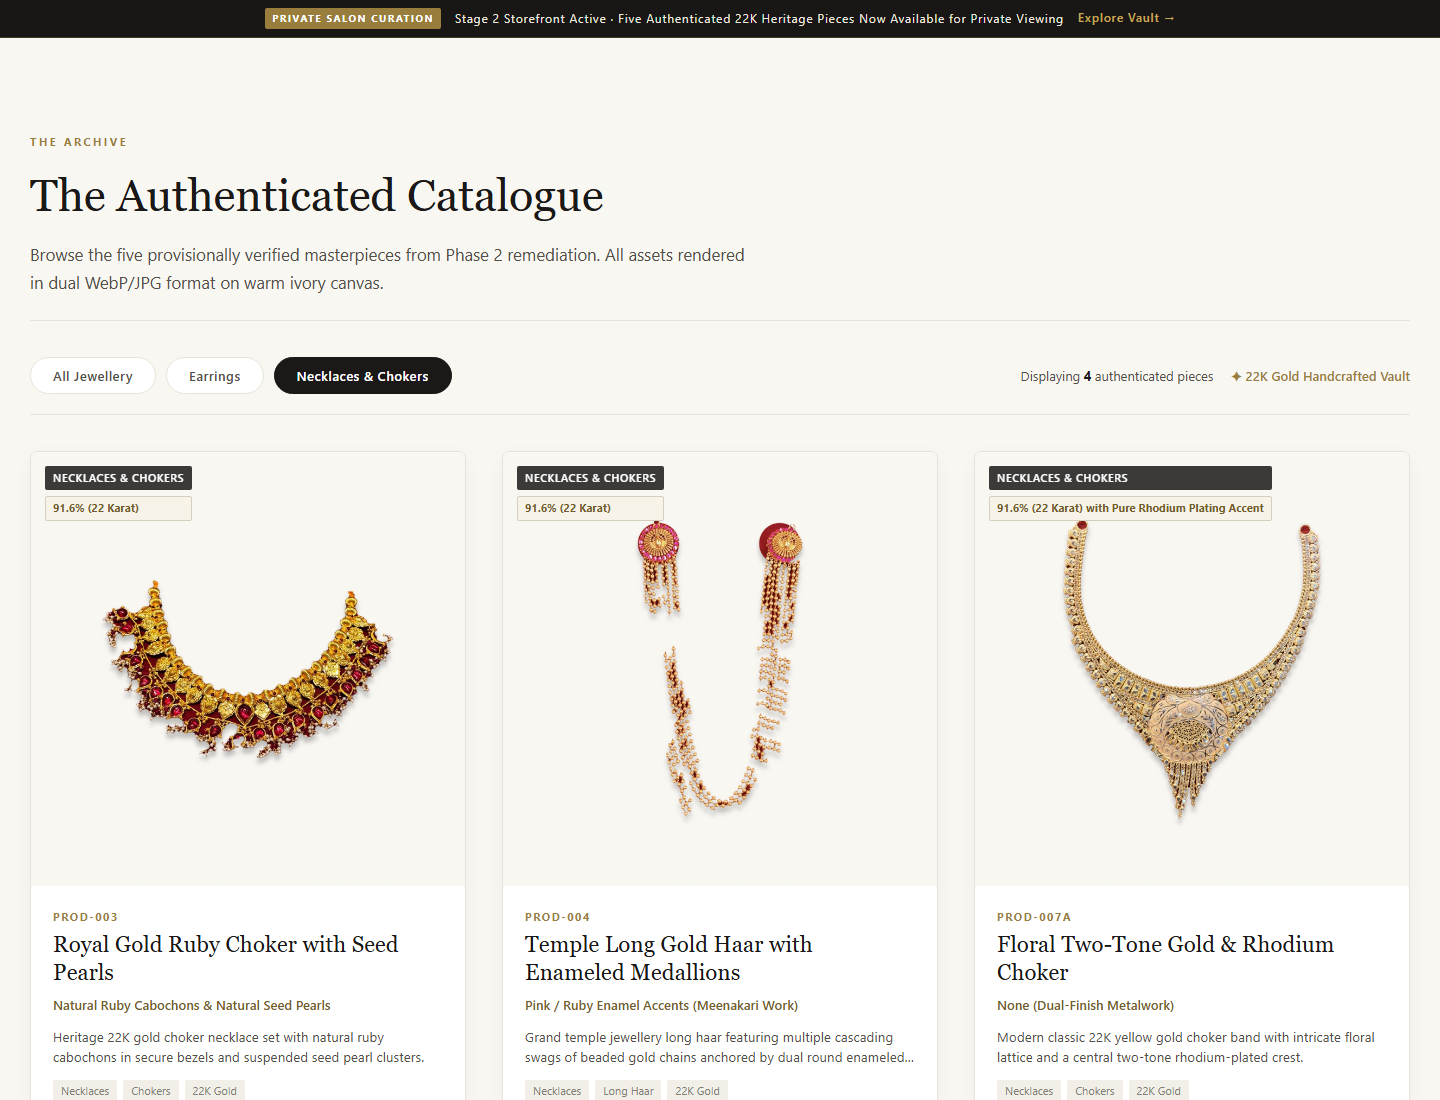 PRIVATE SALON CURATION Stage 2 Storefront Active · Five Authenticated 22K Heritage Pieces Now Available for Private Viewing Explore Vault →
THE ARCHIVE
The Authenticated Catalogue
Browse the five provisionally verified masterpieces from Phase 2 remediation. All assets rendered
in dual WebP/JPG format on warm ivory canvas.
All Jewellery Earrings Necklaces & Chokers Displaying 4 authenticated pieces ✦ 22K Gold Handcrafted Vault
NECKLACES & CHOKERS
91.6% (22 Karat)
PROD-003
Royal Gold Ruby Choker with Seed
Pearls
Natural Ruby Cabochons & Natural Seed Pearls
Heritage 22K gold choker necklace set with natural ruby
cabochons in secure bezels and suspended seed pearl clusters.
Necklaces Chokers 22K Gold
NECKLACES & CHOKERS
91.6% (22 Karat)
PROD-004
Temple Long Gold Haar with
Enameled Medallions
Pink / Ruby Enamel Accents (Meenakari Work)
Grand temple jewellery long haar featuring multiple cascading
swags of beaded gold chains anchored by dual round enameled...
Necklaces Long Haar 22K Gold
NECKLACES & CHOKERS
91.6% (22 Karat) with Pure Rhodium Plating Accent
PROD-007A
Floral Two-Tone Gold & Rhodium
Choker
None (Dual-Finish Metalwork)
Modern classic 22K yellow gold choker band with intricate floral
lattice and a central two-tone rhodium-plated crest.
Necklaces Chokers 22K Gold